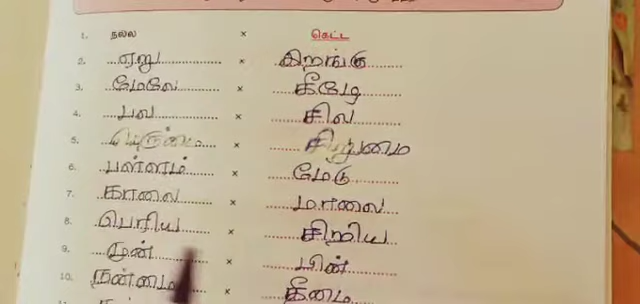 1. நல்ல × கெட்ட
2. ஏறு × இறங்கு
3. மேலே × கீழே
4. பல × சில
5. பெருமை × சிறுமை
6. பள்ளம் × மேடு
7. காலை × மாலை
8. பெரிய × சிறிய
9. முன் × பின்
10. நன்மை × தீமை